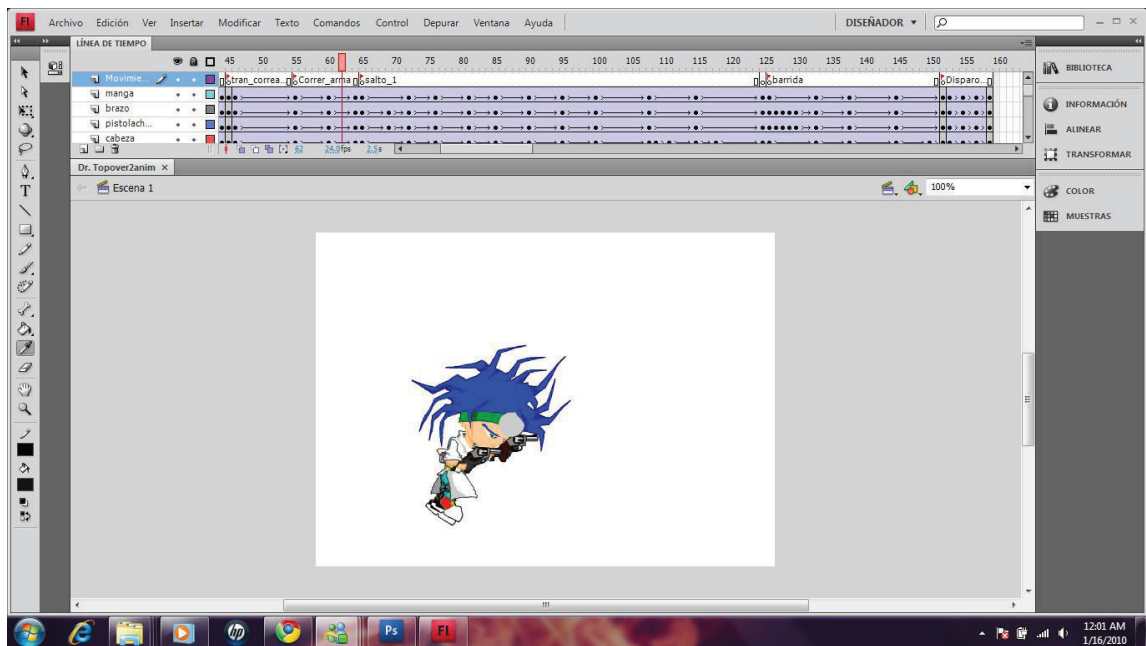 FL Archivo Edición Ver Insertar Modificar Texto Comandos Control Depurar Ventana Ayuda DISEÑADOR
LÍNEA DE TIEMPO
45 50 55 60 65 70 75 80 85 90 95 100 105 110 115 120 125 130 135 140 145 150 155 160
Movimie... tran_correa... Correr_arma salto_1 barrida Disparo...
manga
brazo
pistolach...
cabeza
62 24.0fps 2.5s
Dr. Topover2anim ×
Escena 1 100%
T
BIBLIOTECA
INFORMACIÓN
ALINEAR
TRANSFORMAR
COLOR
MUESTRAS
hp Ps FL
12:01 AM
1/16/2010